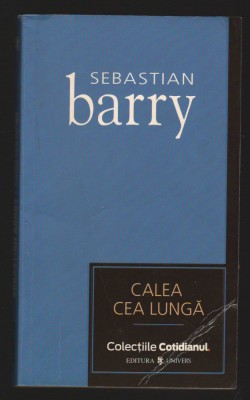 SEBASTIAN
barry
CALEA
CEA LUNGĂ
Colecțiile Cotidianul
EDITURA UNIVERS